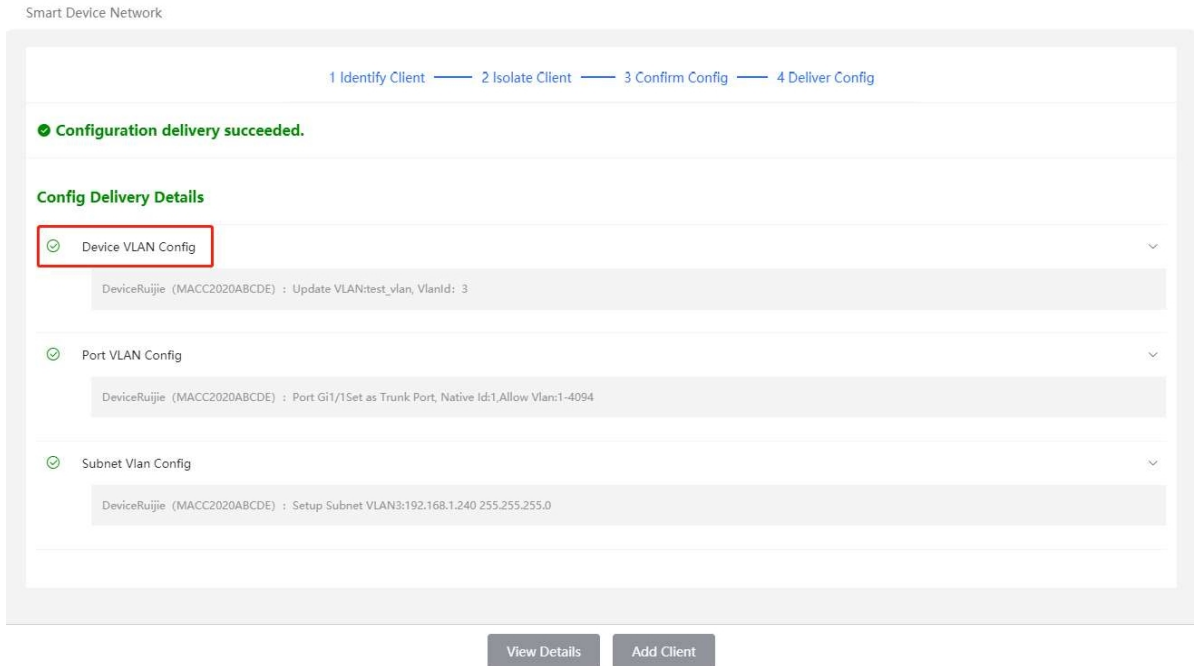 Smart Device Network
1 Identify Client 2 Isolate Client 3 Confirm Config 4 Deliver Config
Configuration delivery succeeded.
Config Delivery Details
Device VLAN Config
DeviceRuijie (MACC2020ABCDE) : Update VLAN:test_vlan, VlanId: 3
Port VLAN Config
DeviceRuijie (MACC2020ABCDE) : Port Gi1/1Set as Trunk Port, Native Id:1,Allow Vlan:1-4094
Subnet Vlan Config
DeviceRuijie (MACC2020ABCDE) : Setup Subnet VLAN3:192.168.1.240 255.255.255.0
View Details Add Client